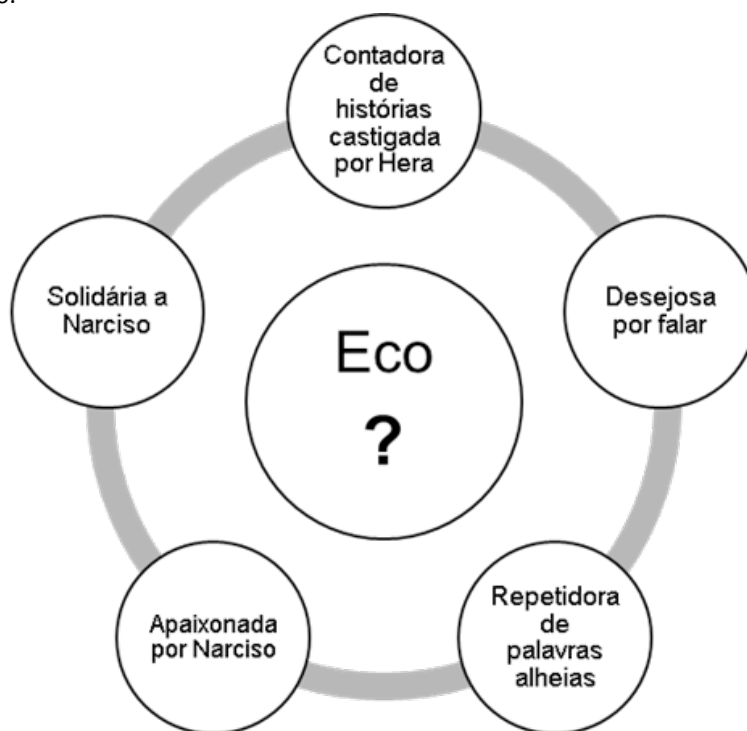 Contadora
de
histórias
castigada
por Hera
Solidária a
Narciso
Desejosa
por falar
Eco
?
Apaixonada
por Narciso
Repetidora
de
palavras
alheias